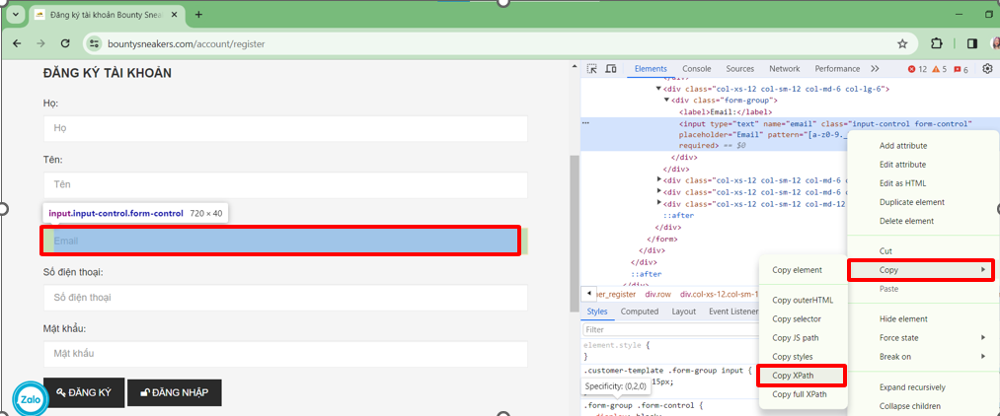 Đăng ký tài khoản Bounty Snea
bountysneakers.com/account/register
ĐĂNG KÝ TÀI KHOẢN
Họ:
Họ
Tên:
Tên
input.input-control.form-control 720 × 40
Email
Số điện thoại:
Số điện thoại
Mật khẩu:
Mật khẩu
ĐĂNG KÝ
ĐĂNG NHẬP
Zalo
Elements Console Sources Network Performance 12 5 6
<div class="col-xs-12 col-sm-12 col-md-6 col-lg-6">
<div class="form-group">
<label>Email:</label>
<input type="text" name="email" class="input-control form-control"
placeholder="Email" pattern="[a-z0-9._
required> == $0
</div>
</div>
<div class="col-xs-12 col-sm-12 col-md-6 c
<div class="col-xs-12 col-sm-12 col-md-6 c
<div class="col-xs-12 col-sm-12 col-md-12
::after
</div>
</form>
</div>
</div>
::after
</div>
er_register div.row div.col-xs-12.col-sm-1
Styles Computed Layout Event Listener
Filter
element.style {
}
.customer-template .form-group input {
15px;
Specificity: (0,2,0)
.form-group .form-control {
Add attribute
Edit attribute
Edit as HTML
Duplicate element
Delete element
Cut
Copy
Paste
Hide element
Force state
Break on
Expand recursively
Collapse children
Copy element
Copy outerHTML
Copy selector
Copy JS path
Copy styles
Copy XPath
Copy full XPath